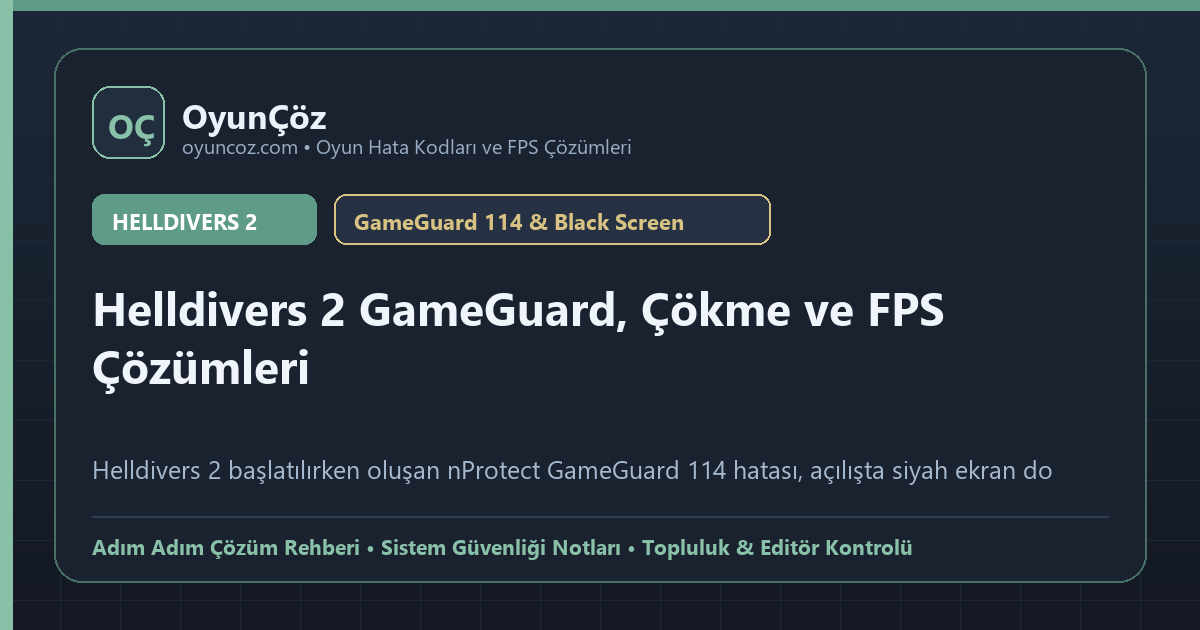 OÇ
OyunÇöz
oyuncoz.com • Oyun Hata Kodları ve FPS Çözümleri
HELLDIVERS 2
GameGuard 114 & Black Screen
Helldivers 2 GameGuard, Çökme ve FPS
Çözümleri
Helldivers 2 başlatılırken oluşan nProtect GameGuard 114 hatası, açılışta siyah ekran do
Adım Adım Çözüm Rehberi • Sistem Güvenliği Notları • Topluluk & Editör Kontrolü